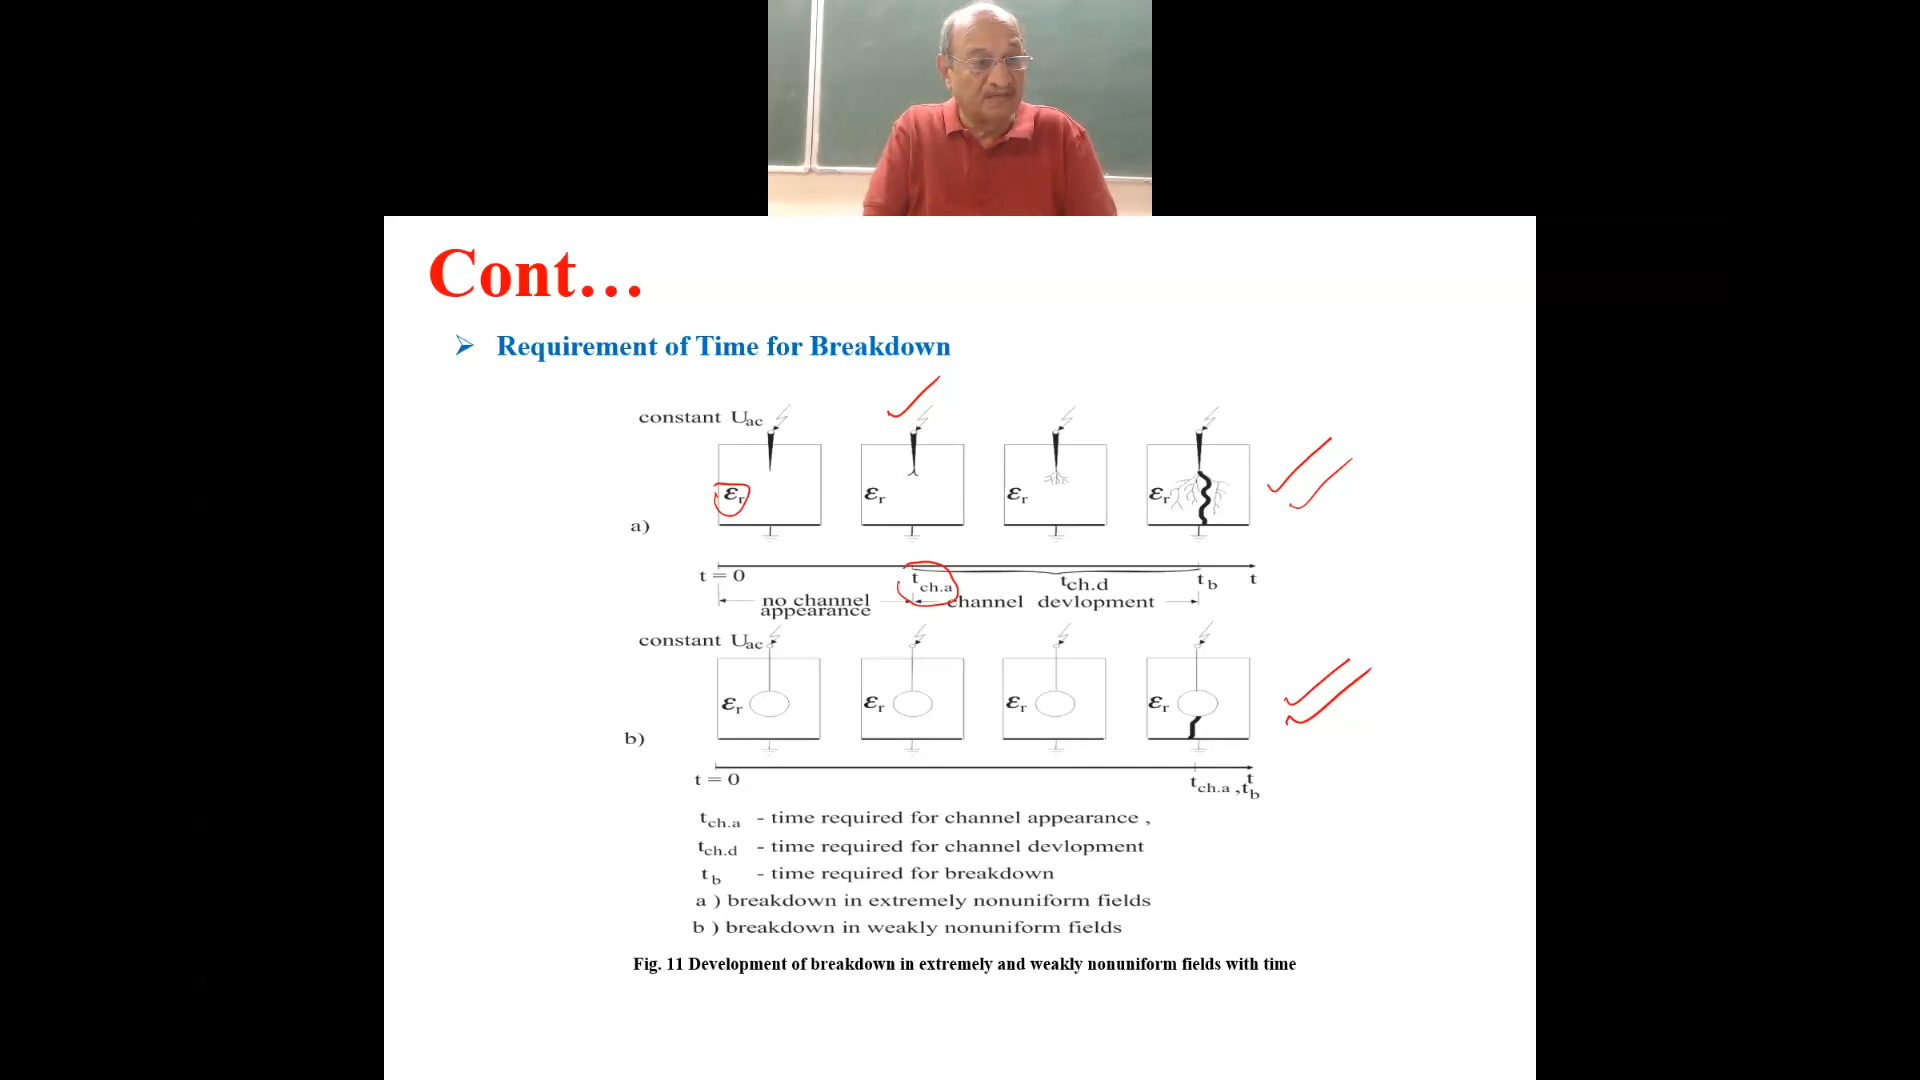 Cont…
➢ Requirement of Time for Breakdown
constant Uac
εr εr εr εr
a)
t = 0 tch.a tch.d tb t
no channel appearance channel devlopment
constant Uac
εr εr εr εr
b)
t = 0 tch.a , tb t
tch.a - time required for channel appearance ,
tch.d - time required for channel devlopment
tb - time required for breakdown
a ) breakdown in extremely nonuniform fields
b ) breakdown in weakly nonuniform fields
Fig. 11 Development of breakdown in extremely and weakly nonuniform fields with time